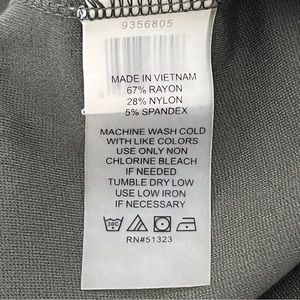 9356805
MADE IN VIETNAM
67% RAYON
28% NYLON
5% SPANDEX
MACHINE WASH COLD
WITH LIKE COLORS
USE ONLY NON
CHLORINE BLEACH
IF NEEDED
TUMBLE DRY LOW
USE LOW IRON
IF NECESSARY
30C
RN#51323